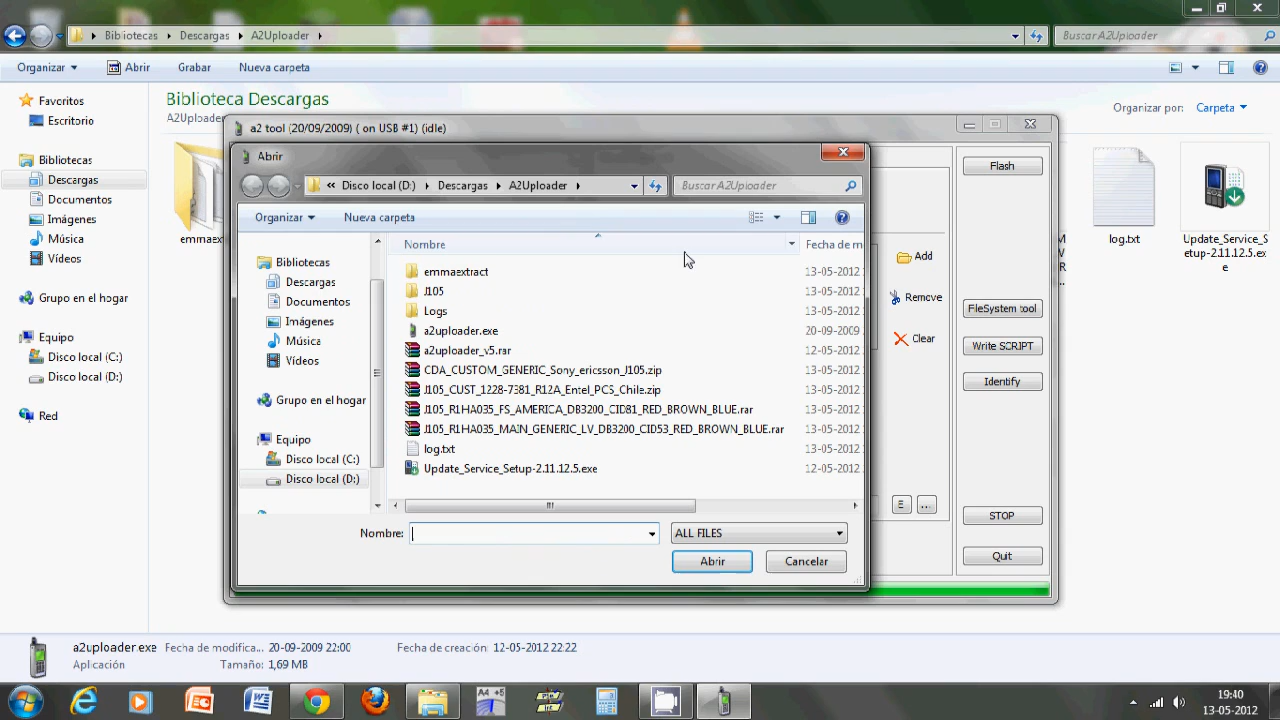 Bibliotecas Descargas A2Uploader
Buscar A2Uploader
Organizar Abrir Grabar Nueva carpeta
Favoritos
Escritorio
Bibliotecas
Descargas
Documentos
Imágenes
Música
Vídeos
Grupo en el hogar
Equipo
Disco local (C:)
Disco local (D:)
Red
Biblioteca Descargas
A2Uploader
Organizar por: Carpeta
emmaex
log.txt
Update_Service_S
etup-2.11.12.5.ex
e
a2 tool (20/09/2009) ( on USB #1) (idle)
Flash
Add
Remove
Clear
FileSystem tool
Write SCRIPT
Identify
E ...
STOP
Quit
Abrir
« Disco local (D:) Descargas A2Uploader
Buscar A2Uploader
Organizar Nueva carpeta
Bibliotecas
Descargas
Documentos
Imágenes
Música
Vídeos
Grupo en el hogar
Equipo
Disco local (C:)
Disco local (D:)
Nombre Fecha de m
emmaextract 13-05-2012
J105 13-05-2012
Logs 13-05-2012
a2uploader.exe 20-09-2009
a2uploader_v5.rar 12-05-2012
CDA_CUSTOM_GENERIC_Sony_ericsson_J105.zip 13-05-2012
J105_CUST_1228-7381_R12A_Entel_PCS_Chile.zip 13-05-2012
J105_R1HA035_FS_AMERICA_DB3200_CID81_RED_BROWN_BLUE.rar 13-05-2012
J105_R1HA035_MAIN_GENERIC_LV_DB3200_CID53_RED_BROWN_BLUE.rar 13-05-2012
log.txt 13-05-2012
Update_Service_Setup-2.11.12.5.exe 12-05-2012
Nombre: ALL FILES
Abrir Cancelar
a2uploader.exe Fecha de modifica... 20-09-2009 22:00 Fecha de creación: 12-05-2012 22:22
Aplicación Tamaño: 1,69 MB
A4 +5
19:40
13-05-2012